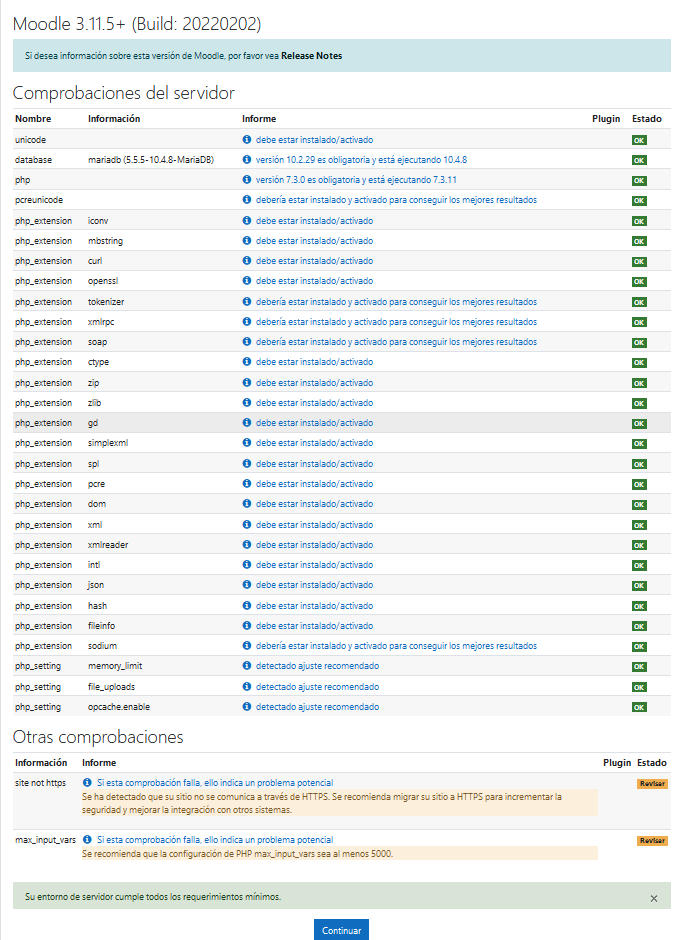 Moodle 3.11.5+ (Build: 20220202)
Si desea información sobre esta versión de Moodle, por favor vea Release Notes
Comprobaciones del servidor
Nombre Información Informe Plugin Estado
unicode debe estar instalado/activado OK
database mariadb (5.5.5-10.4.8-MariaDB) versión 10.2.29 es obligatoria y está ejecutando 10.4.8 OK
php versión 7.3.0 es obligatoria y está ejecutando 7.3.11 OK
pcreunicode debería estar instalado y activado para conseguir los mejores resultados OK
php_extension iconv debe estar instalado/activado OK
php_extension mbstring debe estar instalado/activado OK
php_extension curl debe estar instalado/activado OK
php_extension openssl debe estar instalado/activado OK
php_extension tokenizer debería estar instalado y activado para conseguir los mejores resultados OK
php_extension xmlrpc debería estar instalado y activado para conseguir los mejores resultados OK
php_extension soap debería estar instalado y activado para conseguir los mejores resultados OK
php_extension ctype debe estar instalado/activado OK
php_extension zip debe estar instalado/activado OK
php_extension zlib debe estar instalado/activado OK
php_extension gd debe estar instalado/activado OK
php_extension simplexml debe estar instalado/activado OK
php_extension spl debe estar instalado/activado OK
php_extension pcre debe estar instalado/activado OK
php_extension dom debe estar instalado/activado OK
php_extension xml debe estar instalado/activado OK
php_extension xmlreader debe estar instalado/activado OK
php_extension intl debe estar instalado/activado OK
php_extension json debe estar instalado/activado OK
php_extension hash debe estar instalado/activado OK
php_extension fileinfo debe estar instalado/activado OK
php_extension sodium debería estar instalado y activado para conseguir los mejores resultados OK
php_setting memory_limit detectado ajuste recomendado OK
php_setting file_uploads detectado ajuste recomendado OK
php_setting opcache.enable detectado ajuste recomendado OK
Otras comprobaciones
Información Informe Plugin Estado
site not https Si esta comprobación falla, ello indica un problema potencial Revisar
Se ha detectado que su sitio no se comunica a través de HTTPS. Se recomienda migrar su sitio a HTTPS para incrementar la
seguridad y mejorar la integración con otros sistemas.
max_input_vars Si esta comprobación falla, ello indica un problema potencial Revisar
Se recomienda que la configuración de PHP max_input_vars sea al menos 5000.
Su entorno de servidor cumple todos los requerimientos mínimos. ×
Continuar